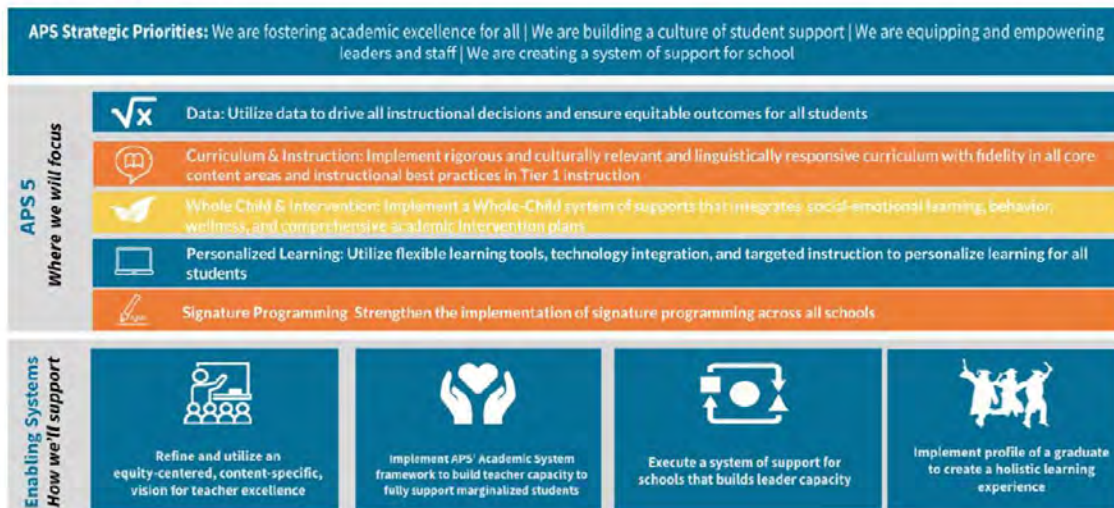 APS Strategic Priorities: We are fostering academic excellence for all | We are building a culture of student support | We are equipping and empowering
leaders and staff | We are creating a system of support for school
APS 5
Where we will focus
√x
Data: Utilize data to drive all instructional decisions and ensure equitable outcomes for all students
Curriculum & Instruction: Implement rigorous and culturally relevant and linguistically responsive curriculum with fidelity in all core
content areas and instructional best practices in Tier 1 instruction
Whole Child & Intervention: Implement a Whole-Child system of supports that integrates social-emotional learning, behavior,
wellness, and comprehensive academic intervention plans
Personalized Learning: Utilize flexible learning tools, technology integration, and targeted instruction to personalize learning for all
students
Signature Programming Strengthen the implementation of signature programming across all schools
Enabling Systems
How we'll support
Refine and utilize an
equity-centered, content-specific,
vision for teacher excellence
Implement APS' Academic System
framework to build teacher capacity to
fully support marginalized students
Execute a system of support for
schools that builds leader capacity
Implement profile of a graduate
to create a holistic learning
experience